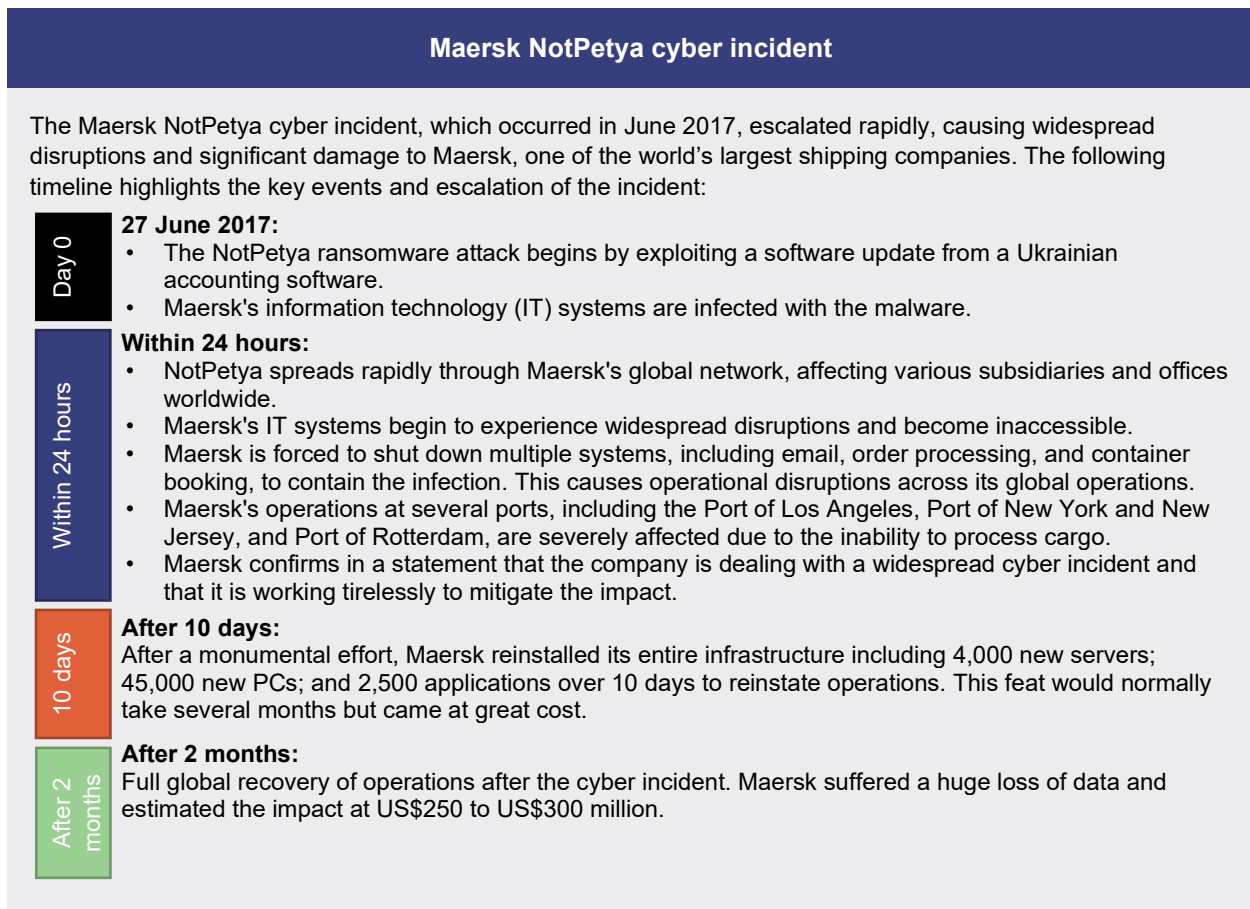 Maersk NotPetya cyber incident
The Maersk NotPetya cyber incident, which occurred in June 2017, escalated rapidly, causing widespread
disruptions and significant damage to Maersk, one of the world's largest shipping companies. The following
timeline highlights the key events and escalation of the incident:
Day 0
27 June 2017:
• The NotPetya ransomware attack begins by exploiting a software update from a Ukrainian
accounting software.
• Maersk's information technology (IT) systems are infected with the malware.
Within 24 hours
Within 24 hours:
• NotPetya spreads rapidly through Maersk's global network, affecting various subsidiaries and offices
worldwide.
• Maersk's IT systems begin to experience widespread disruptions and become inaccessible.
• Maersk is forced to shut down multiple systems, including email, order processing, and container
booking, to contain the infection. This causes operational disruptions across its global operations.
• Maersk's operations at several ports, including the Port of Los Angeles, Port of New York and New
Jersey, and Port of Rotterdam, are severely affected due to the inability to process cargo.
• Maersk confirms in a statement that the company is dealing with a widespread cyber incident and
that it is working tirelessly to mitigate the impact.
10 days
After 10 days:
After a monumental effort, Maersk reinstalled its entire infrastructure including 4,000 new servers;
45,000 new PCs; and 2,500 applications over 10 days to reinstate operations. This feat would normally
take several months but came at great cost.
After 2
months
After 2 months:
Full global recovery of operations after the cyber incident. Maersk suffered a huge loss of data and
estimated the impact at US$250 to US$300 million.